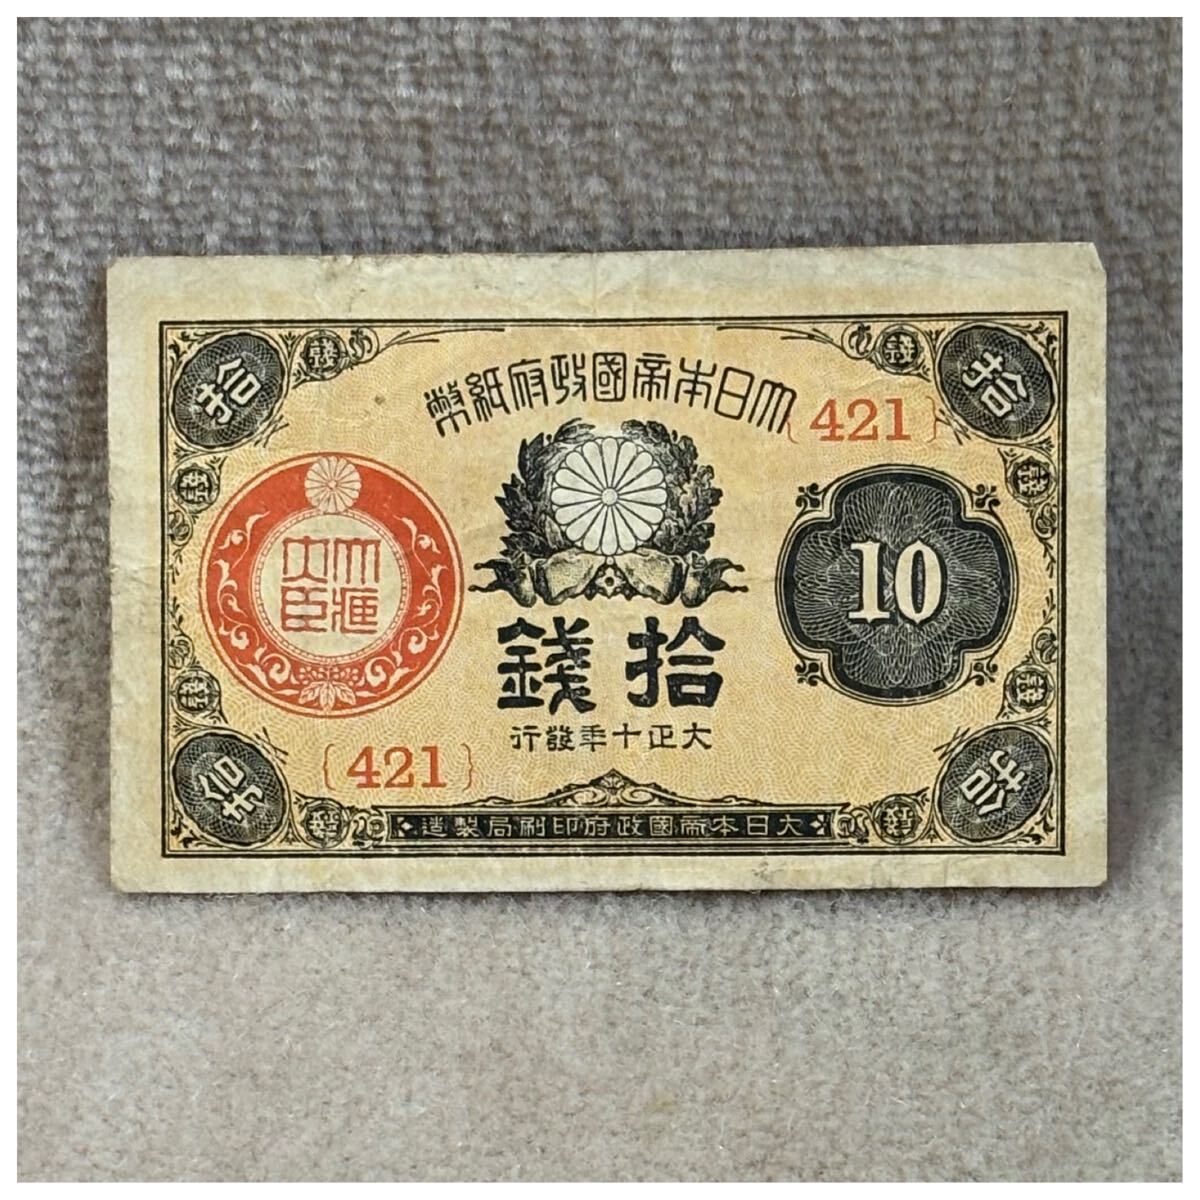 大日本帝國政府紙幣
拾
錢
拾
{421}
大藏
大臣
10
拾錢
大正十年發行
{421}
拾
拾
大日本帝國政府印刷局製造